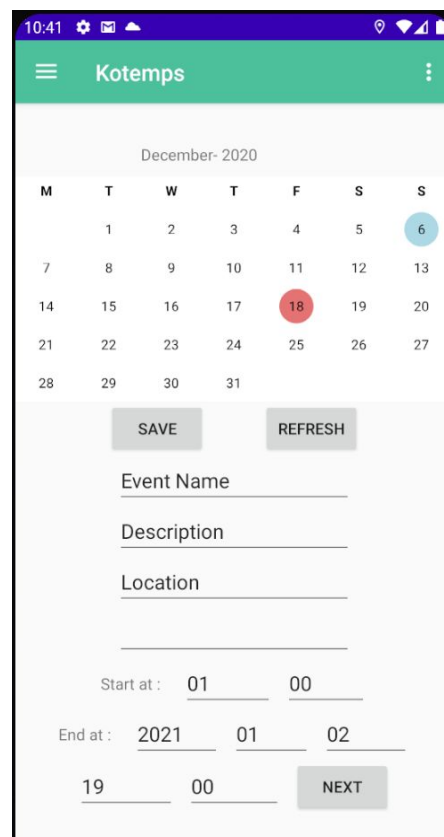 10:41
Kotemps
December- 2020
M T W T F S S
1 2 3 4 5 6
7 8 9 10 11 12 13
14 15 16 17 18 19 20
21 22 23 24 25 26 27
28 29 30 31
SAVE REFRESH
Event Name
Description
Location
Start at : 01 00
End at : 2021 01 02
19 00 NEXT